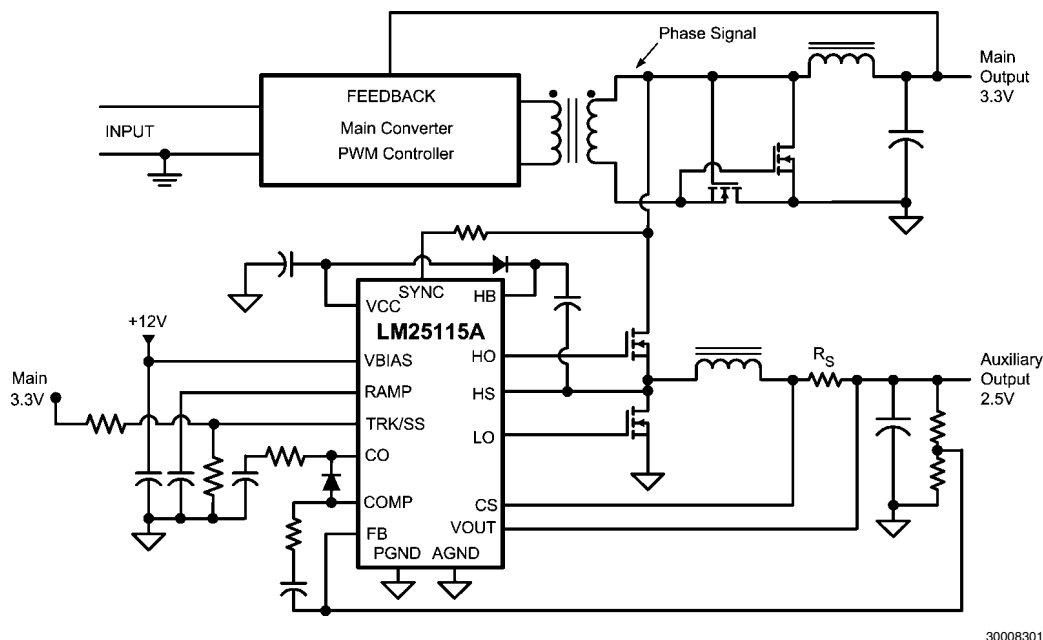 Phase Signal
Main
Output
3.3V
FEEDBACK
Main Converter
PWM Controller
INPUT
SYNC
VCC
HB
LM25115A
+12V
VBIAS
HO
RAMP
HS
Main
3.3V
TRK/SS
LO
CO
COMP
CS
VOUT
FB
PGND AGND
RS
Auxiliary
Output
2.5V
30008301